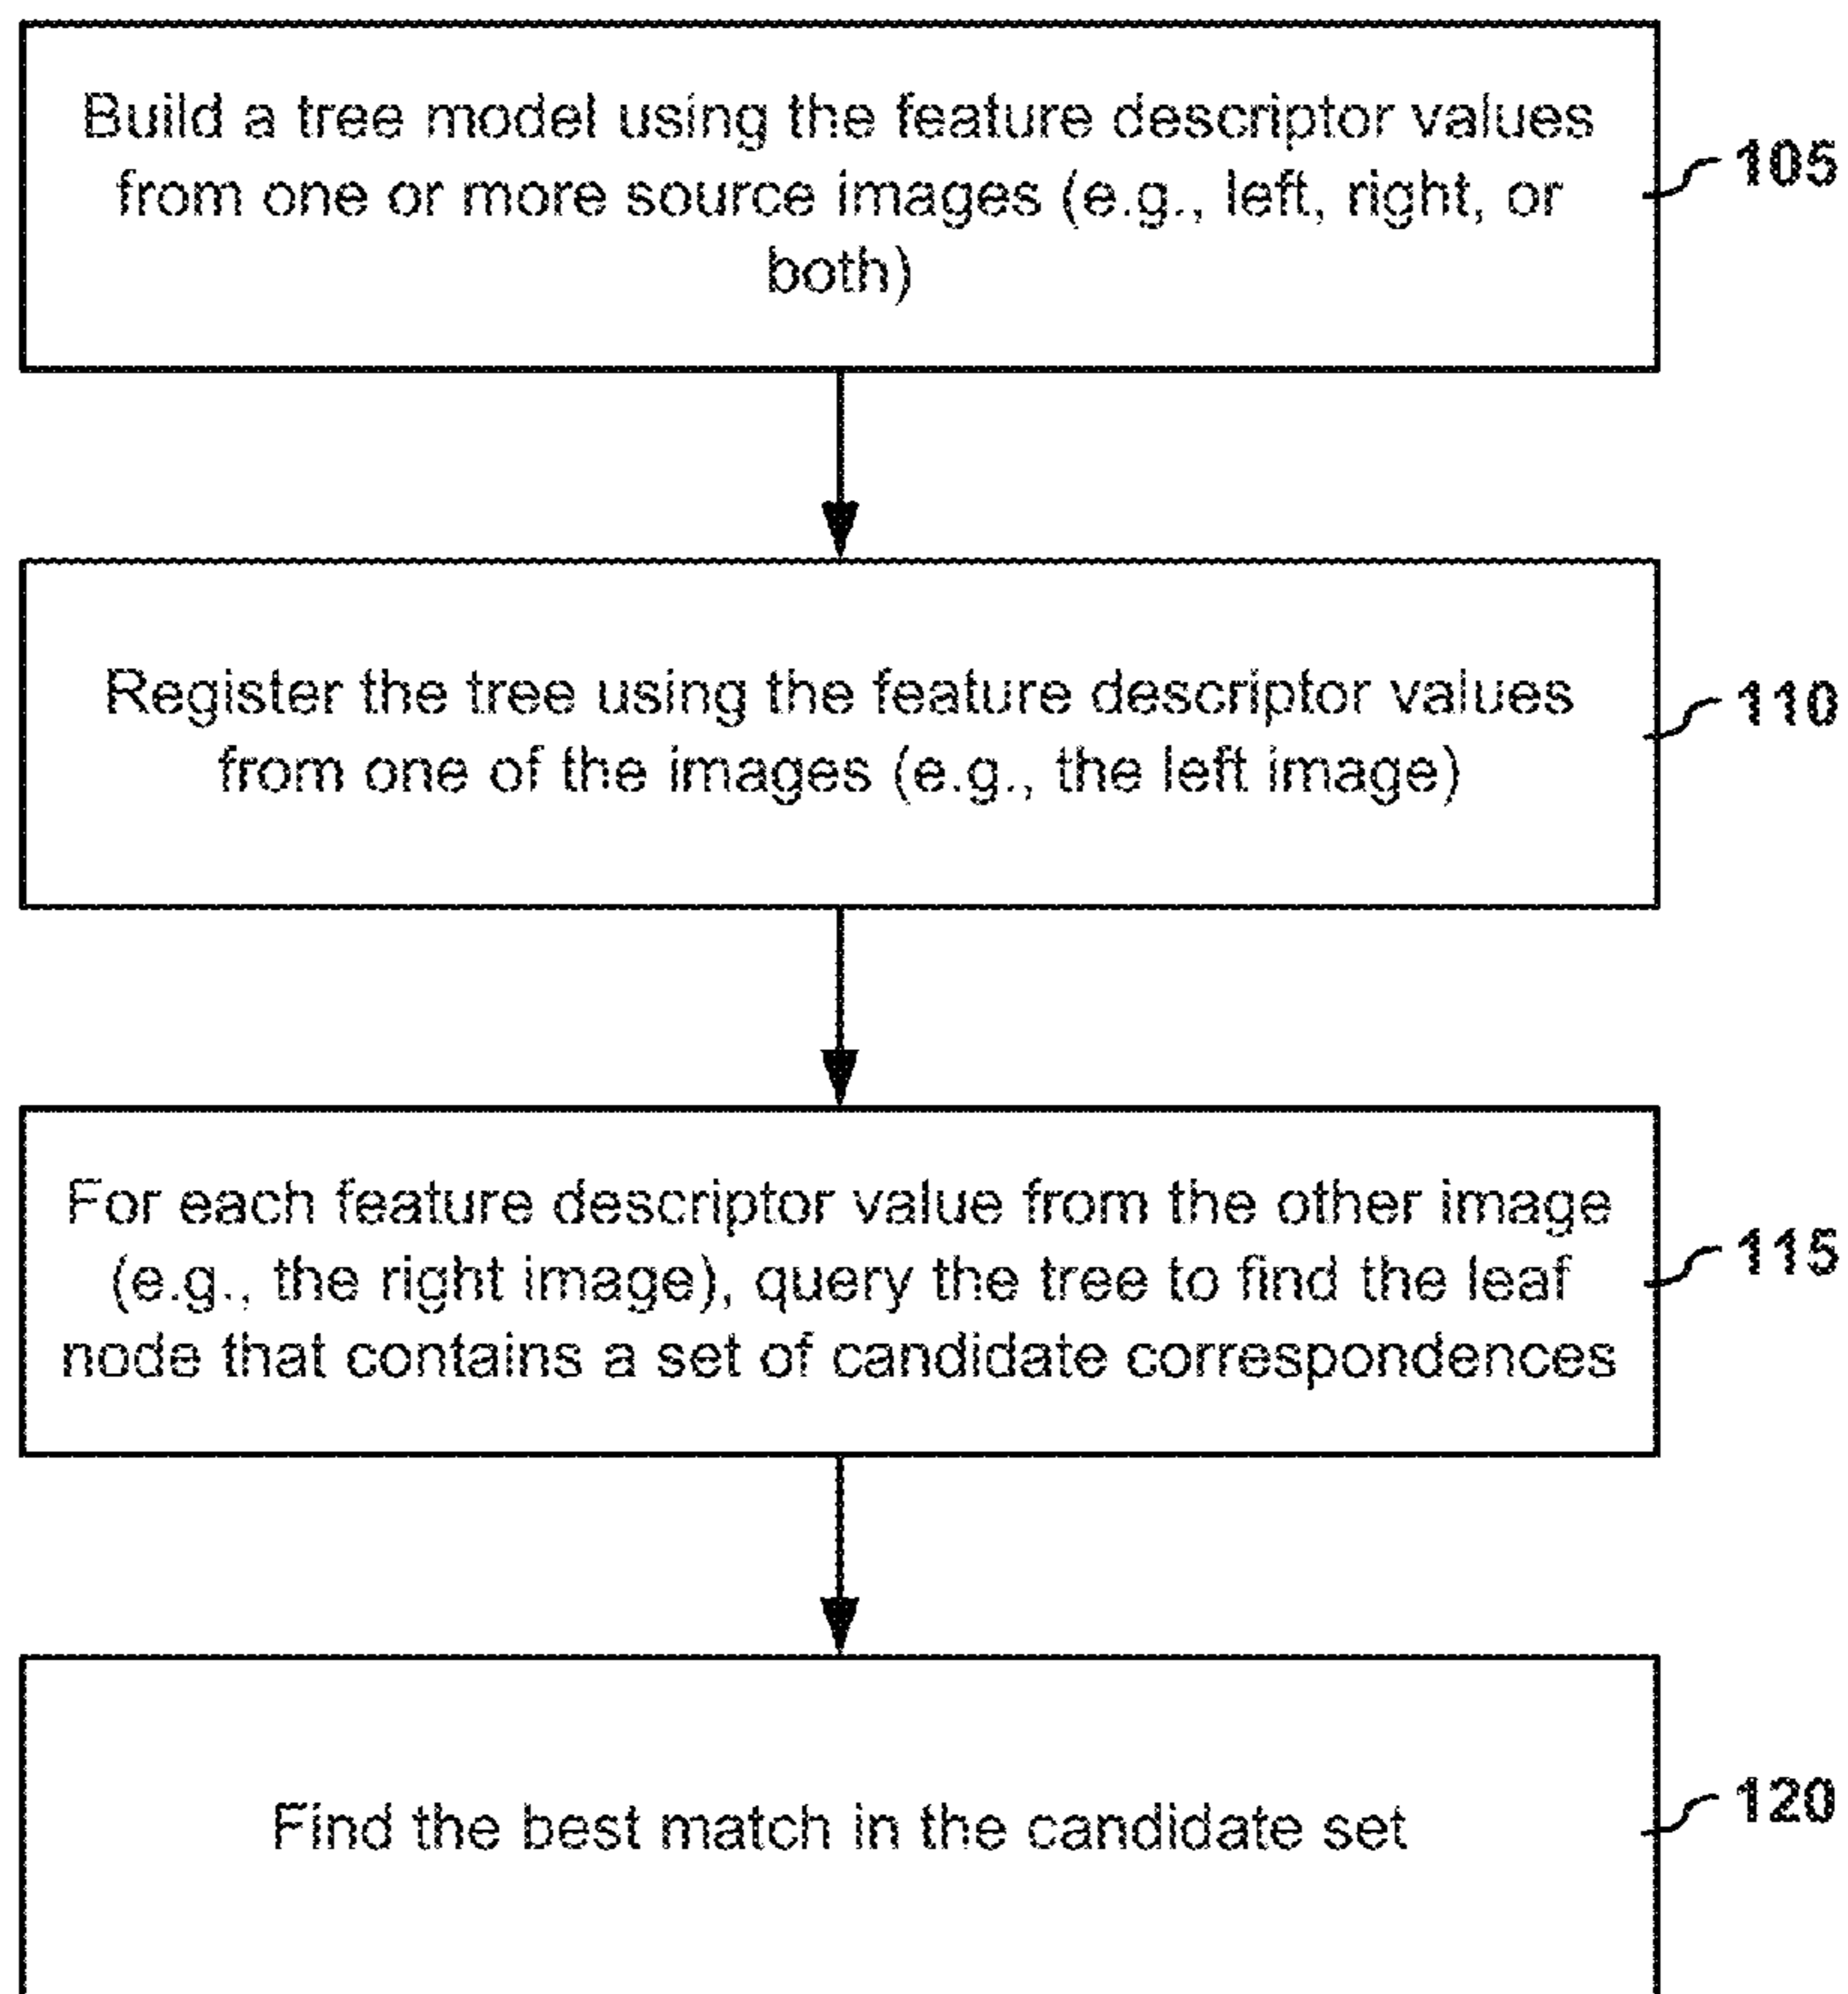 Build a tree model using the feature descriptor values
from one or more source images (e.g., left, right, or
both)
105
Register the tree using the feature descriptor values
from one of the images (e.g., the left image)
110
For each feature descriptor value from the other image
(e.g., the right image), query the tree to find the leaf
node that contains a set of candidate correspondences
115
Find the best match in the candidate set
120